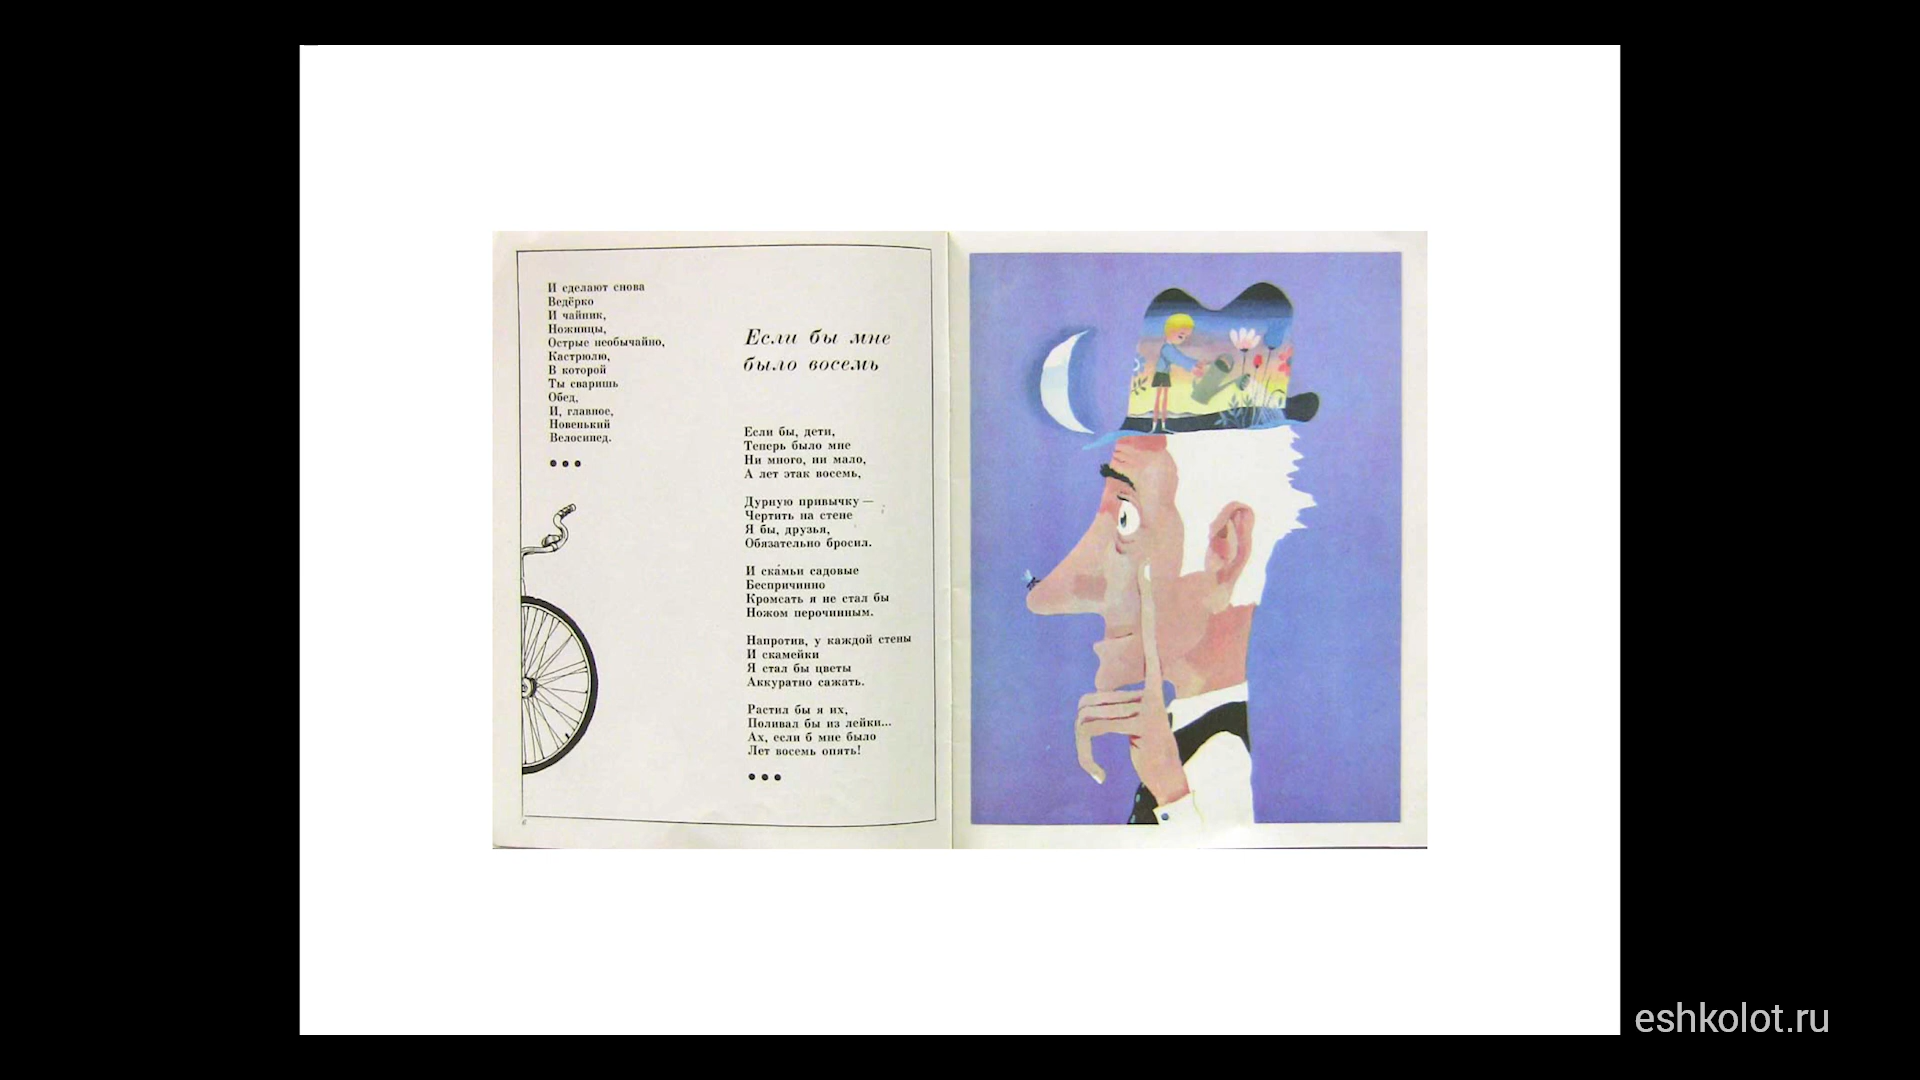 И сделают снова
Ведёрко
И чайник,
Ножницы,
Острые необычайно,
Кастрюлю,
В которой
Ты сваришь
Обед,
И, главное,
Новенький
Велосипед.
Если бы мне
было восемь
Если бы, дети,
Теперь было мне
Ни много, ни мало,
А лет этак восемь,
Дурную привычку —
Чертить на стене
Я бы, друзья,
Обязательно бросил.
И ска́мьи садовые
Беспричинно
Кромсать я не стал бы
Ножом перочинным.
Напротив, у каждой стены
И скамейки
Я стал бы цветы
Аккуратно сажать.
Растил бы я их,
Поливал бы из лейки...
Ах, если б мне было
Лет восемь опять!
eshkolot.ru